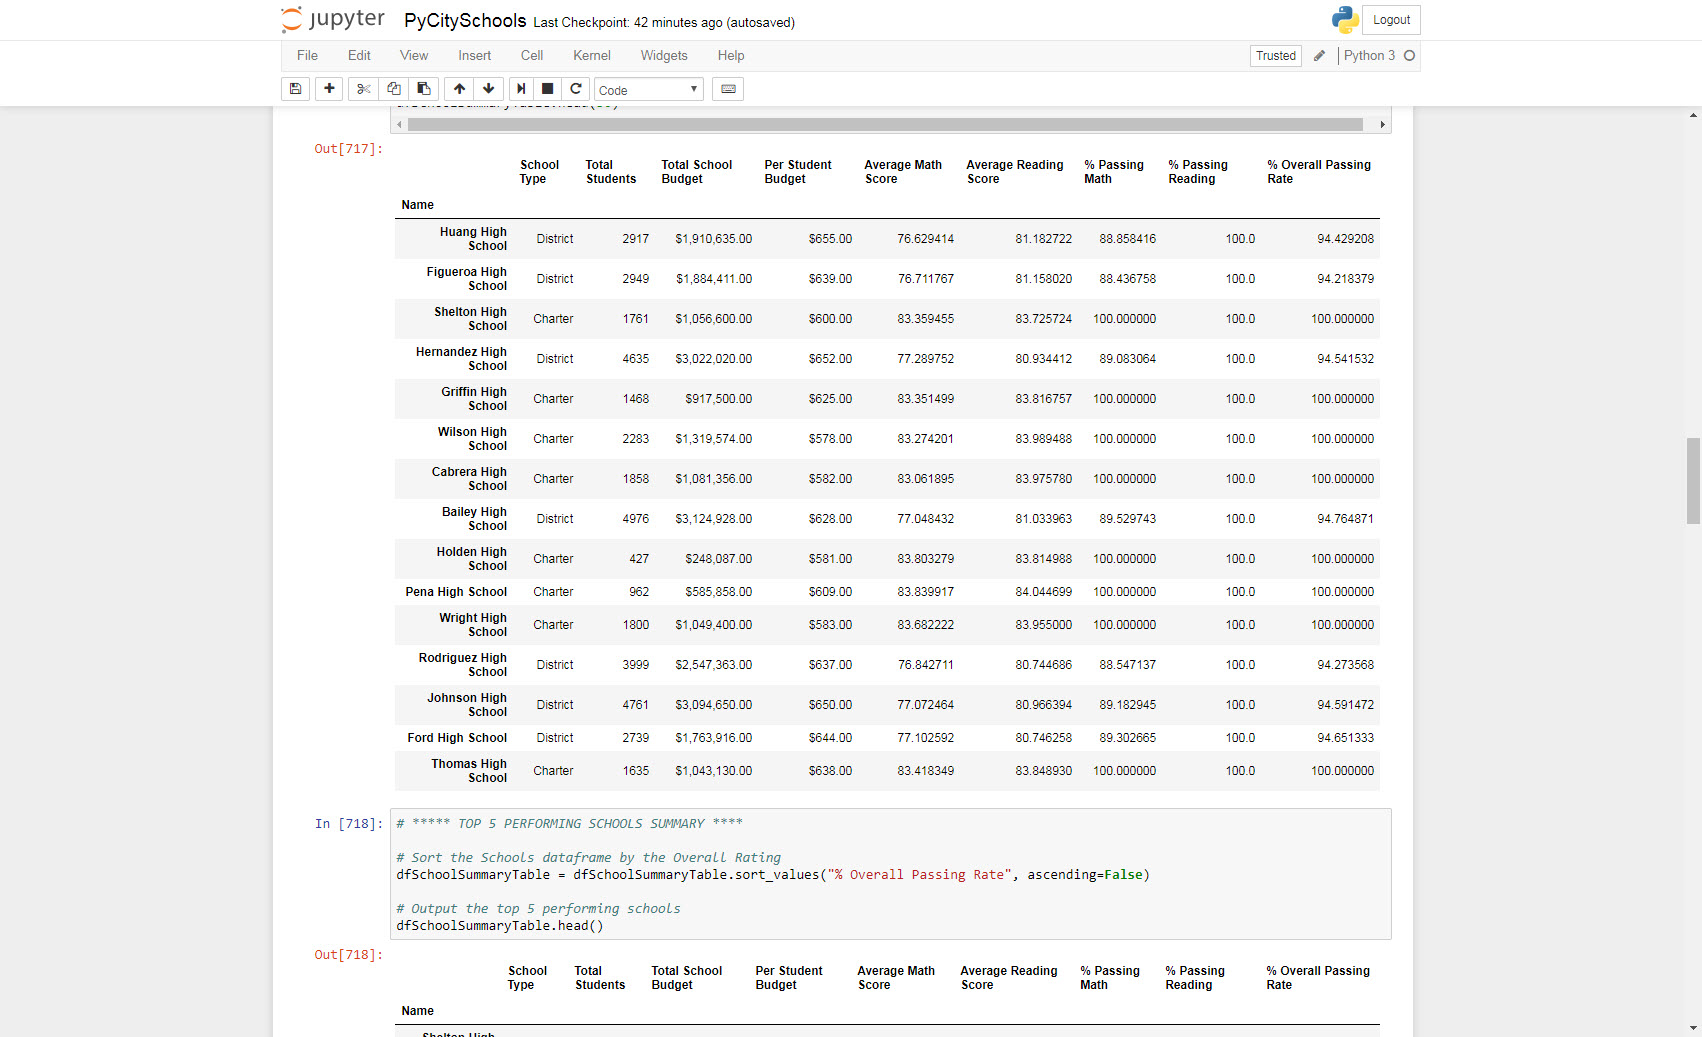 jupyter PyCitySchools Last Checkpoint: 42 minutes ago (autosaved) Logout
File Edit View Insert Cell Kernel Widgets Help Trusted Python 3
Code
Out[717]:
School Type Total Students Total School Budget Per Student Budget Average Math Score Average Reading Score % Passing Math % Passing Reading % Overall Passing Rate
Name
Huang High School District 2917 $1,910,635.00 $655.00 76.629414 81.182722 88.858416 100.0 94.429208
Figueroa High School District 2949 $1,884,411.00 $639.00 76.711767 81.158020 88.436758 100.0 94.218379
Shelton High School Charter 1761 $1,056,600.00 $600.00 83.359455 83.725724 100.000000 100.0 100.000000
Hernandez High School District 4635 $3,022,020.00 $652.00 77.289752 80.934412 89.083064 100.0 94.541532
Griffin High School Charter 1468 $917,500.00 $625.00 83.351499 83.816757 100.000000 100.0 100.000000
Wilson High School Charter 2283 $1,319,574.00 $578.00 83.274201 83.989488 100.000000 100.0 100.000000
Cabrera High School Charter 1858 $1,081,356.00 $582.00 83.061895 83.975780 100.000000 100.0 100.000000
Bailey High School District 4976 $3,124,928.00 $628.00 77.048432 81.033963 89.529743 100.0 94.764871
Holden High School Charter 427 $248,087.00 $581.00 83.803279 83.814988 100.000000 100.0 100.000000
Pena High School Charter 962 $585,858.00 $609.00 83.839917 84.044699 100.000000 100.0 100.000000
Wright High School Charter 1800 $1,049,400.00 $583.00 83.682222 83.955000 100.000000 100.0 100.000000
Rodriguez High School District 3999 $2,547,363.00 $637.00 76.842711 80.744686 88.547137 100.0 94.273568
Johnson High School District 4761 $3,094,650.00 $650.00 77.072464 80.966394 89.182945 100.0 94.591472
Ford High School District 2739 $1,763,916.00 $644.00 77.102592 80.746258 89.302665 100.0 94.651333
Thomas High School Charter 1635 $1,043,130.00 $638.00 83.418349 83.848930 100.000000 100.0 100.000000
In [718]: # ***** TOP 5 PERFORMING SCHOOLS SUMMARY ****
# Sort the Schools dataframe by the Overall Rating
dfSchoolSummaryTable = dfSchoolSummaryTable.sort_values("% Overall Passing Rate", ascending=False)
# Output the top 5 performing schools
dfSchoolSummaryTable.head()
Out[718]:
School Type Total Students Total School Budget Per Student Budget Average Math Score Average Reading Score % Passing Math % Passing Reading % Overall Passing Rate
Name
Shelton High